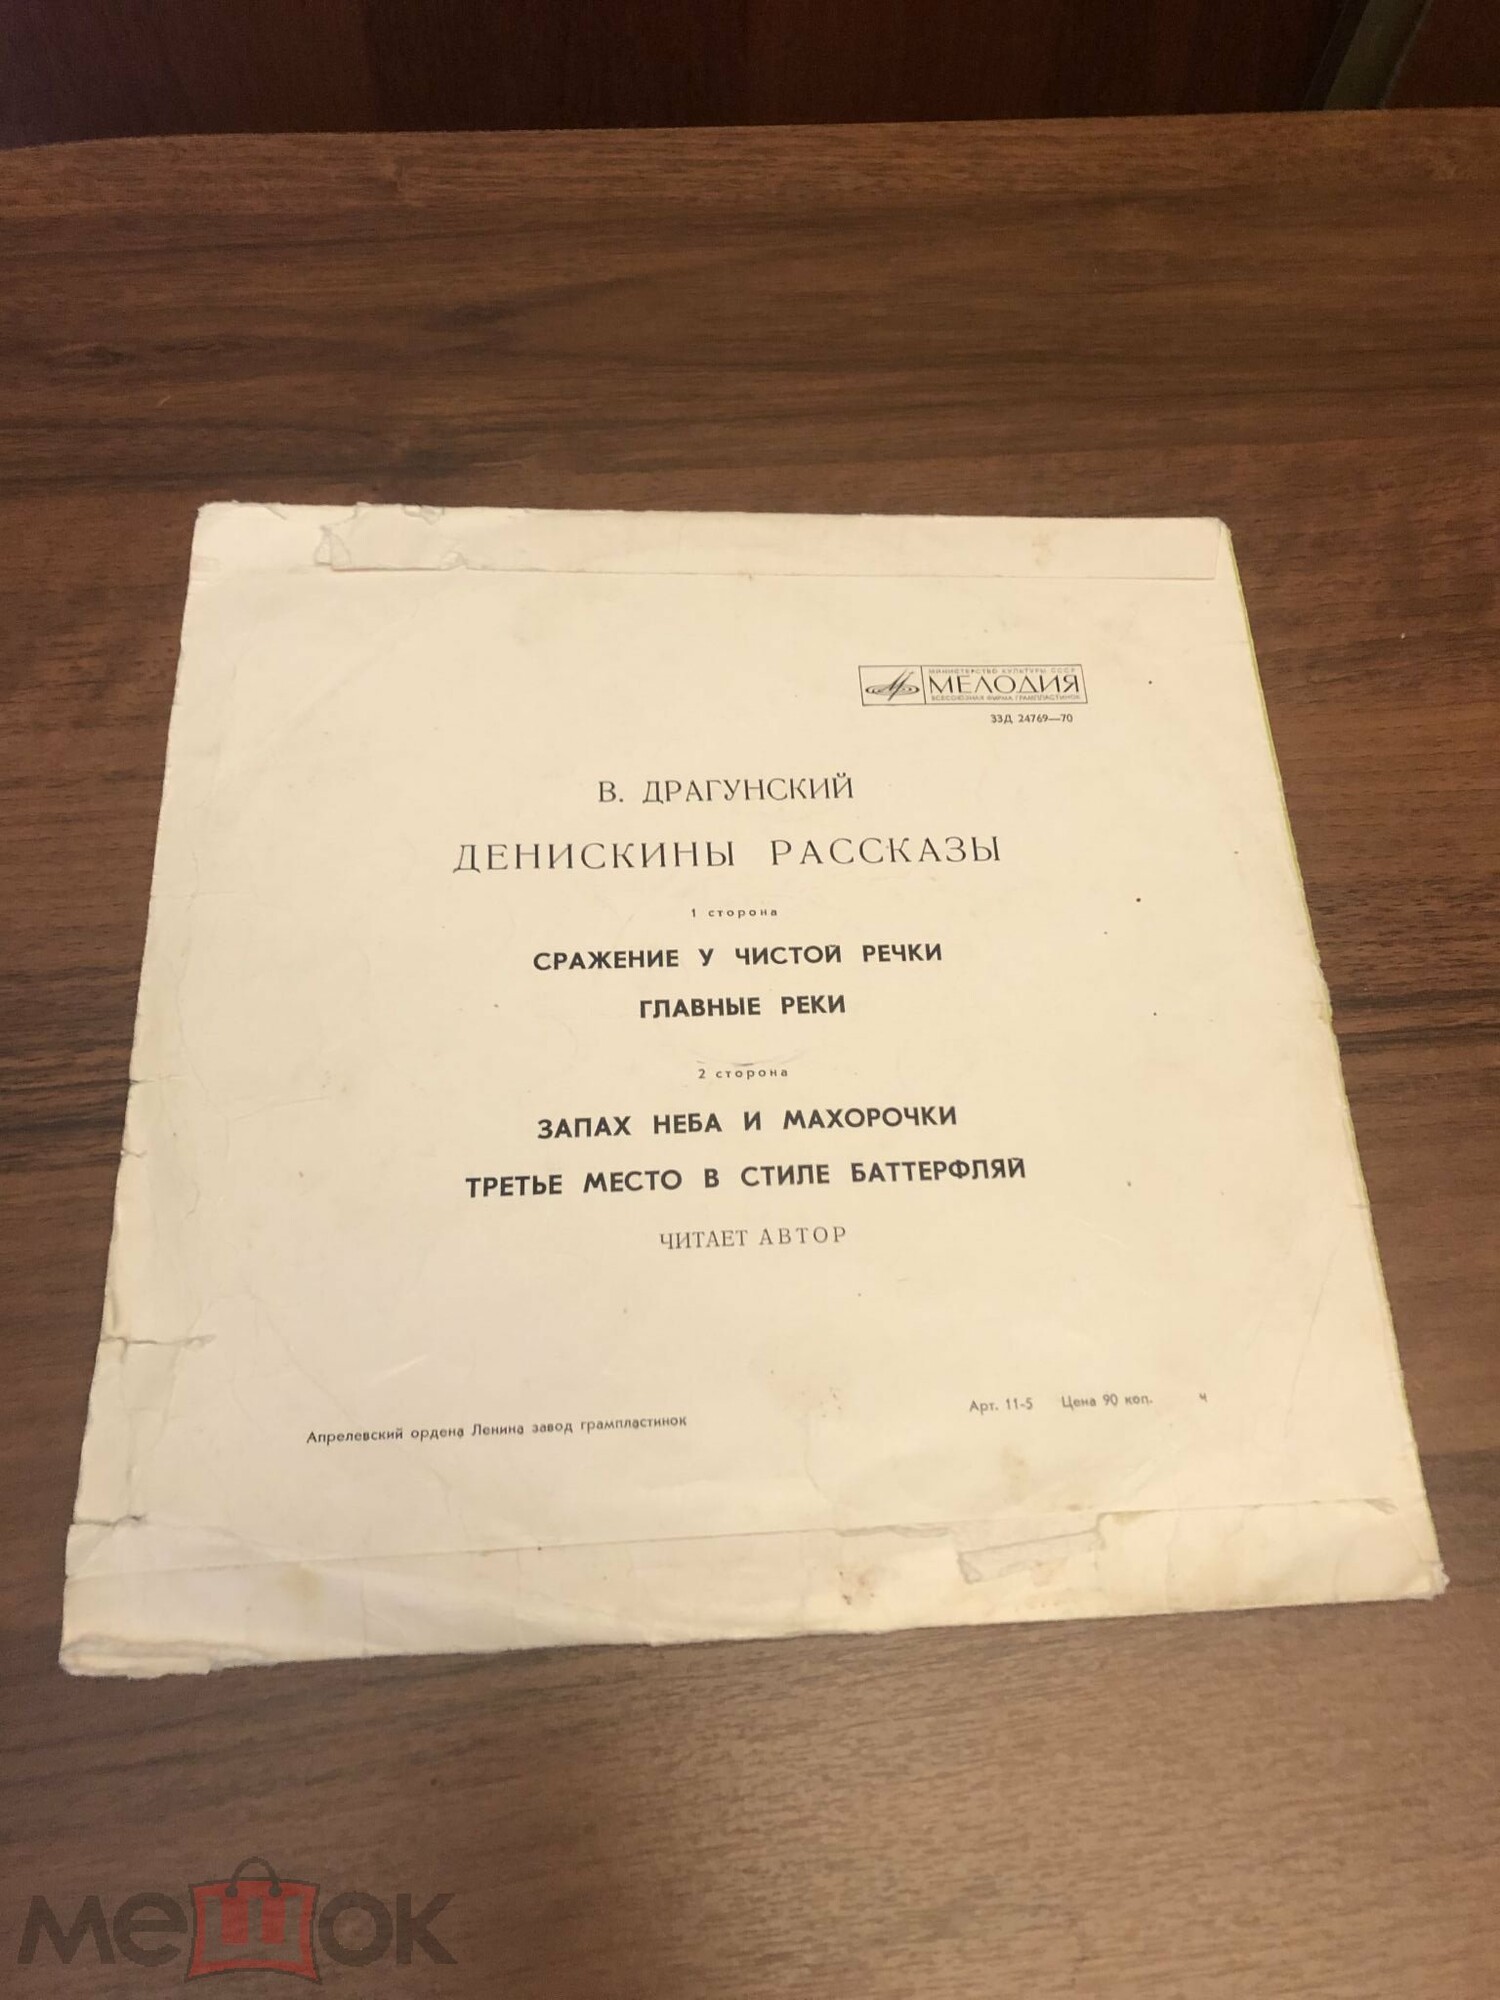 МИНИСТЕРСТВО КУЛЬТУРЫ СССР
МЕЛОДИЯ
ВСЕСОЮЗНАЯ ФИРМА ГРАМПЛАСТИНОК
33Д 24769—70
В. ДРАГУНСКИЙ
ДЕНИСКИНЫ РАССКАЗЫ
1 сторона
СРАЖЕНИЕ У ЧИСТОЙ РЕЧКИ
ГЛАВНЫЕ РЕКИ
2 сторона
ЗАПАХ НЕБА И МАХОРОЧКИ
ТРЕТЬЕ МЕСТО В СТИЛЕ БАТТЕРФЛЯЙ
ЧИТАЕТ АВТОР
Апрелевский ордена Ленина завод грампластинок
Арт. 11-5 Цена 90 коп. ч
мешок